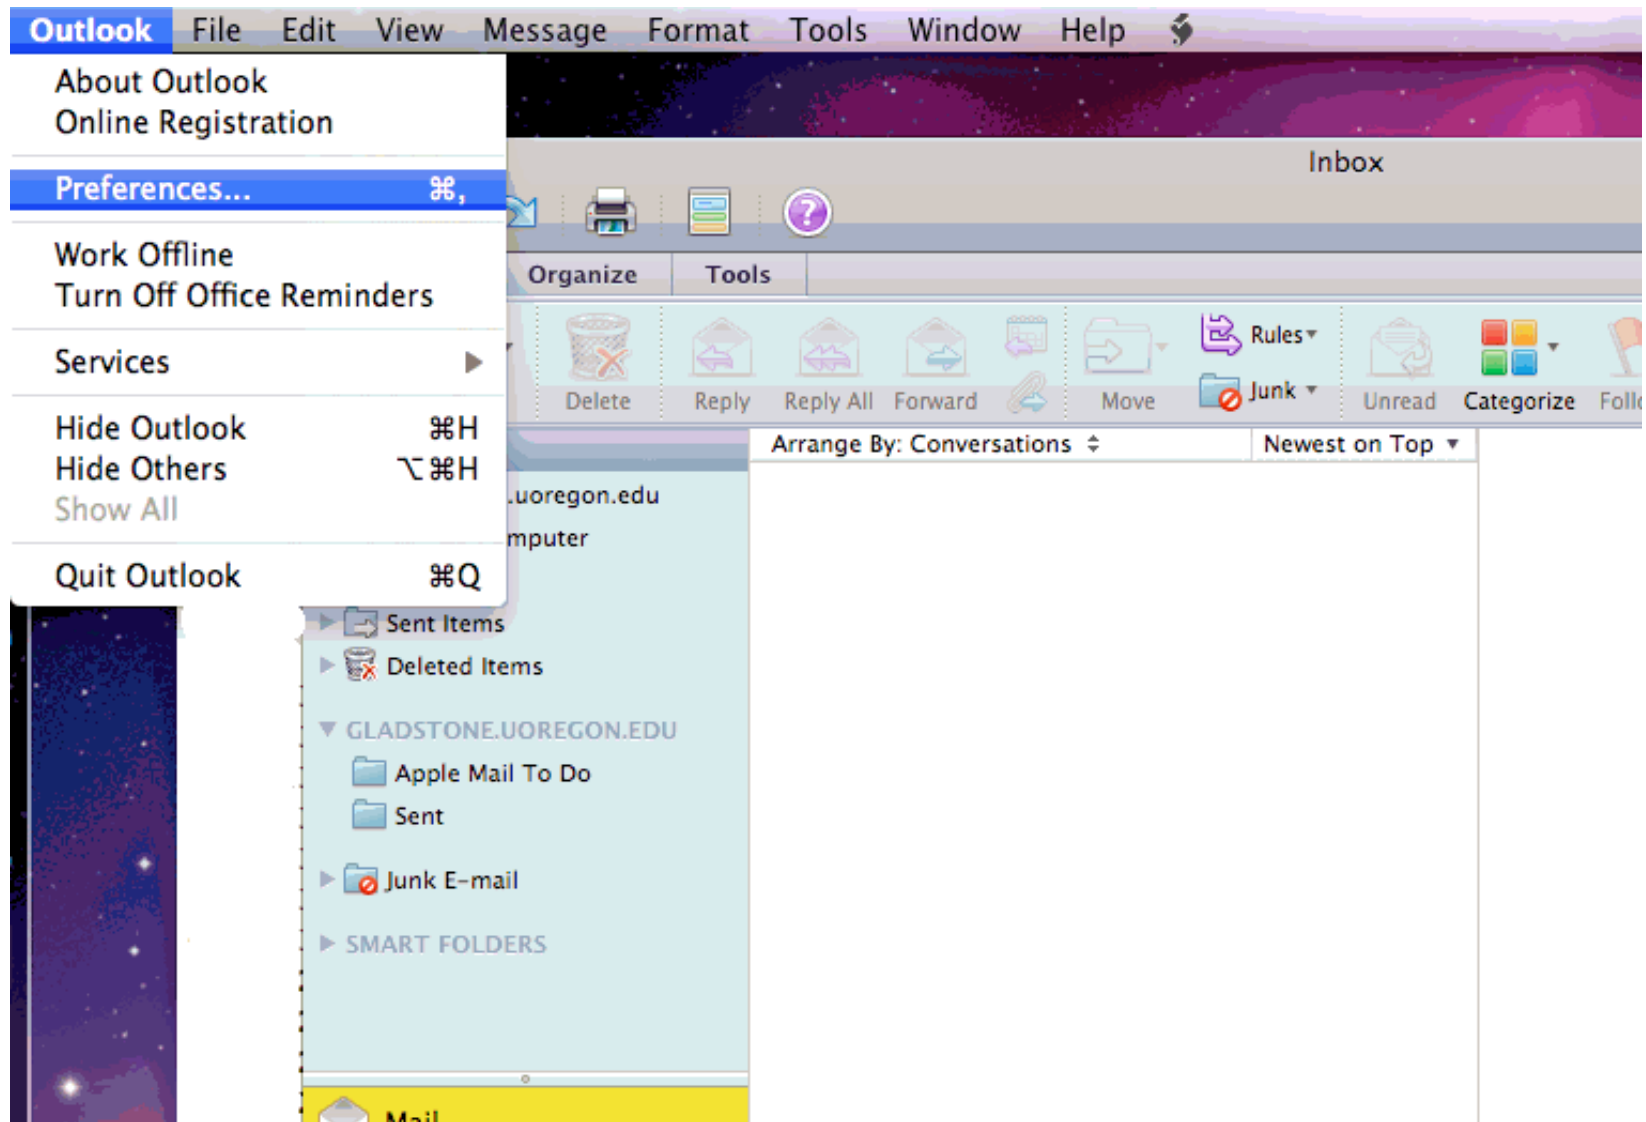 Outlook File Edit View Message Format Tools Window Help
About Outlook
Online Registration
Preferences... ⌘,
Work Offline
Turn Off Office Reminders
Services
Hide Outlook ⌘H
Hide Others ⌥⌘H
Show All
Quit Outlook ⌘Q
Inbox
Organize Tools
Delete Reply Reply All Forward Move Rules Junk Unread Categorize
Arrange By: Conversations Newest on Top
.uoregon.edu
mputer
Sent Items
Deleted Items
GLADSTONE.UOREGON.EDU
Apple Mail To Do
Sent
Junk E-mail
SMART FOLDERS
Mail